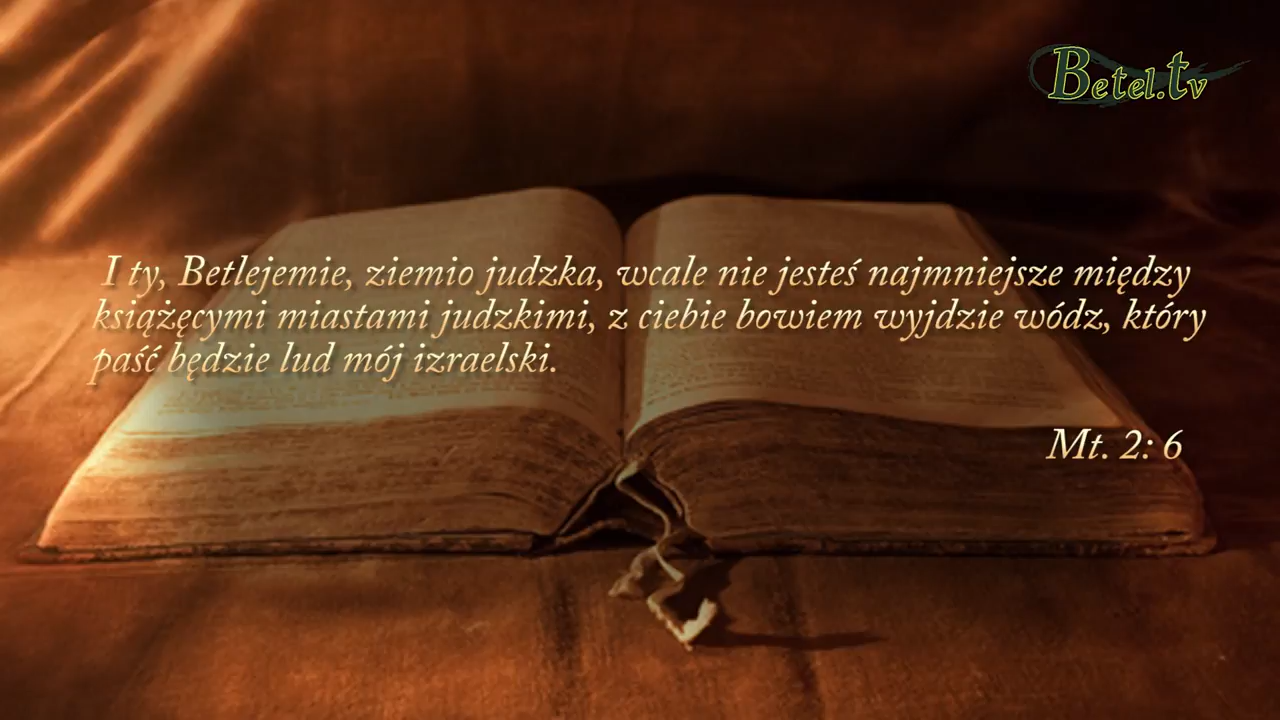 Betel.tv
I ty, Betlejemie, ziemio judzka, wcale nie jesteś najmniejsze między
książęcymi miastami judzkimi, z ciebie bowiem wyjdzie wódz, który
paść będzie lud mój izraelski.
Mt. 2: 6